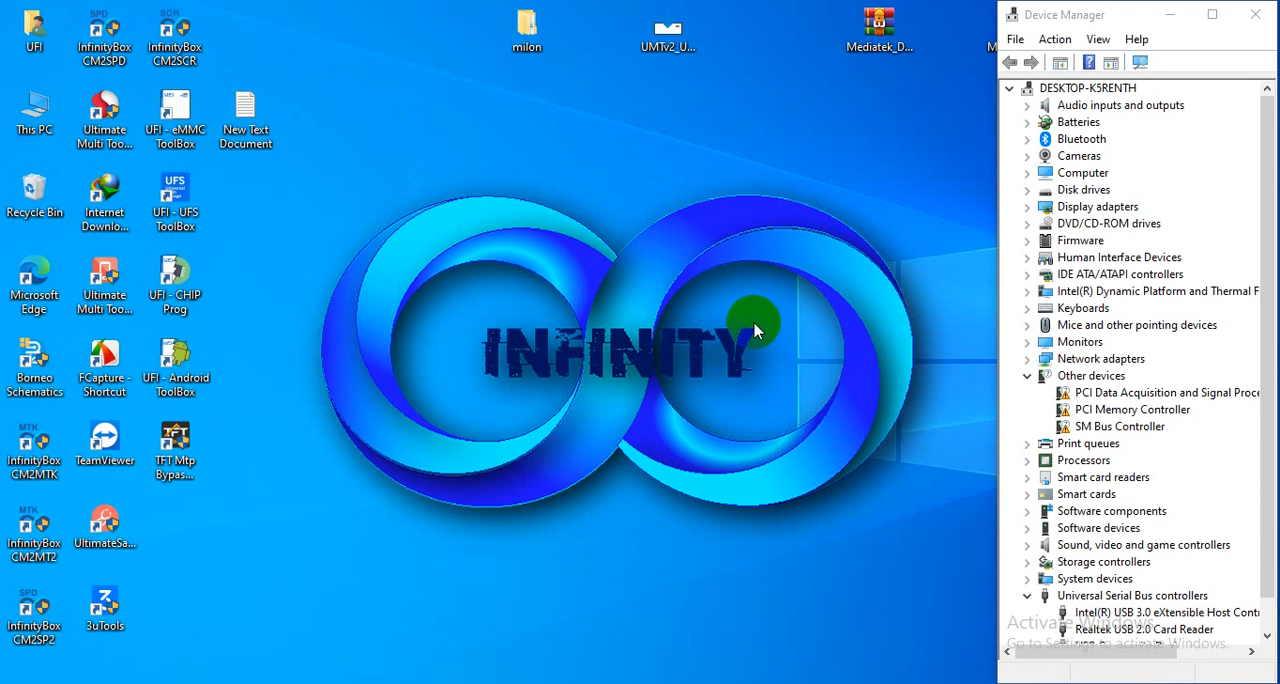 UFI
SPD
InfinityBox
CM2SPD
SCR
InfinityBox
CM2SCR
milon
UMTv2_U...
Mediatek_D...
M
This PC
Ultimate
Multi Too...
UFI - eMMC
ToolBox
New Text
Document
Recycle Bin
Internet
Downlo...
UFS
UFI - UFS
ToolBox
Microsoft
Edge
Ultimate
Multi Too...
UFI - CHIP
Prog
Borneo
Schematics
FCapture -
Shortcut
UFI - Android
ToolBox
MTK
InfinityBox
CM2MTK
TeamViewer
TFT
TFT Mtp
Bypas...
MTK
InfinityBox
CM2MT2
UltimateSa...
SPD
InfinityBox
CM2SP2
3uTools
INFINITY
Device Manager
File Action View Help
DESKTOP-K5RENTH
Audio inputs and outputs
Batteries
Bluetooth
Cameras
Computer
Disk drives
Display adapters
DVD/CD-ROM drives
Firmware
Human Interface Devices
IDE ATA/ATAPI controllers
Intel(R) Dynamic Platform and Thermal F
Keyboards
Mice and other pointing devices
Monitors
Network adapters
Other devices
PCI Data Acquisition and Signal Proce
PCI Memory Controller
SM Bus Controller
Print queues
Processors
Smart card readers
Smart cards
Software components
Software devices
Sound, video and game controllers
Storage controllers
System devices
Universal Serial Bus controllers
Intel(R) USB 3.0 eXtensible Host Contr
Realtek USB 2.0 Card Reader
Activate Windows
Go to Settings to activate Windows.